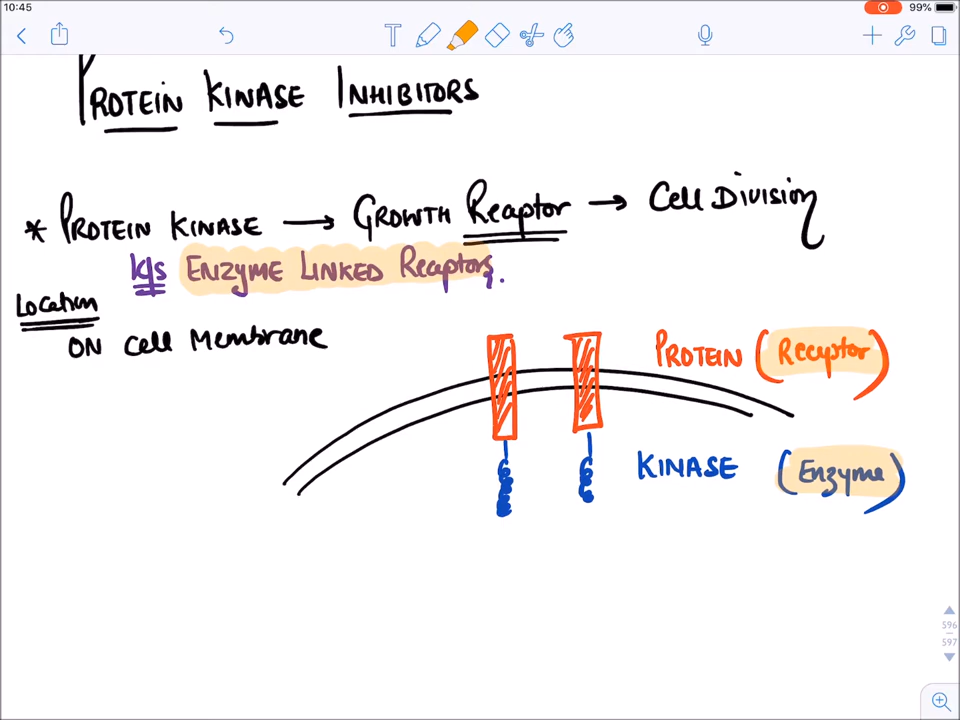 10:45
99%
PROTEIN KINASE INHIBITORS
* PROTEIN KINASE → GROWTH Receptor → Cell Division
k/s ENZYME LINKED Receptors.
Location
ON Cell Membrane
PROTEIN (Receptor)
KINASE (Enzyme)
596
597